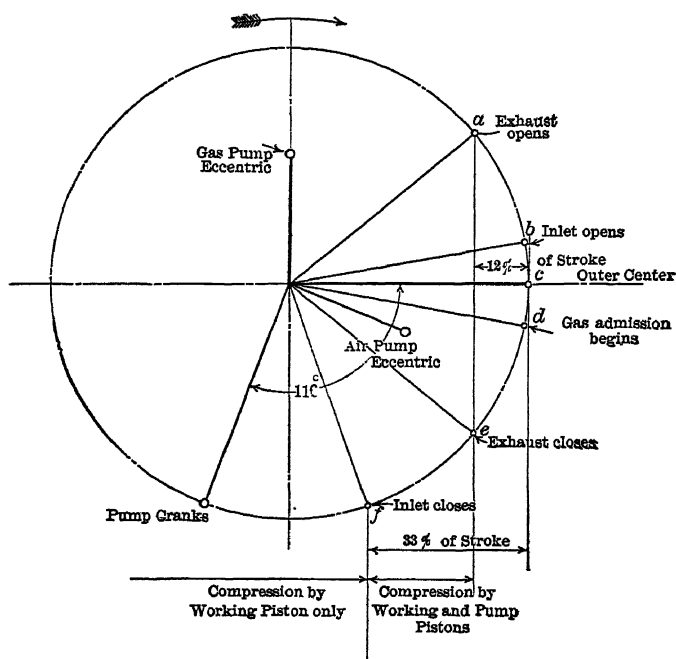 a Exhaust
opens
Gas Pump
Eccentric
b
Inlet opens
12% of Stroke
c Outer Center
d
Gas admission
begins
Air Pump
Eccentric
110°
e
Exhaust closes
Pump Cranks
Inlet closes
f
33% of Stroke
Compression by
Working Piston only
Compression by
Working and Pump
Pistons